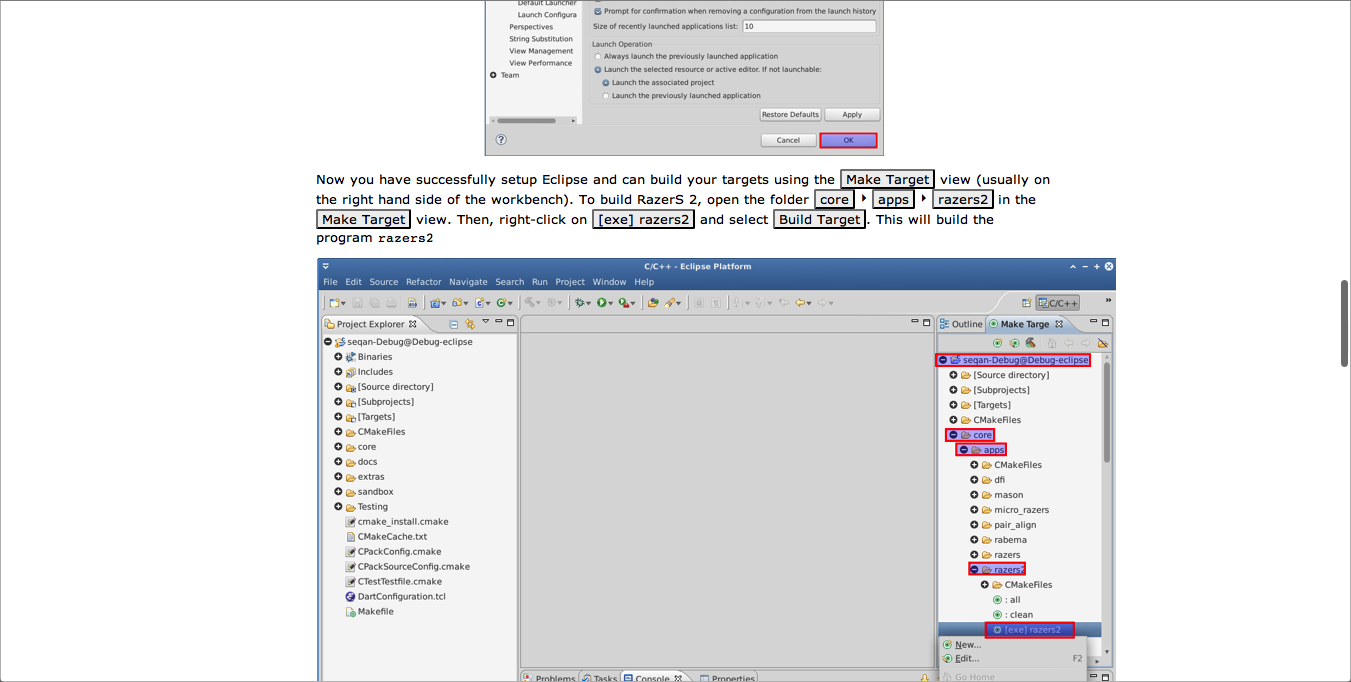 Default Launcher
Launch Configura
Perspectives
String Substitution
View Management
View Performance
Team
Prompt for confirmation when removing a configuration from the launch history
Size of recently launched applications list: 10
Launch Operation
Always launch the previously launched application
Launch the selected resource or active editor. If not launchable:
Launch the associated project
Launch the previously launched application
Restore Defaults Apply
? Cancel OK
Now you have successfully setup Eclipse and can build your targets using the Make Target view (usually on
the right hand side of the workbench). To build RazerS 2, open the folder core ▸ apps ▸ razers2 in the
Make Target view. Then, right-click on [exe] razers2 and select Build Target. This will build the
program razers2
C/C++ - Eclipse Platform
File Edit Source Refactor Navigate Search Run Project Window Help
C/C++
Project Explorer
seqan-Debug@Debug-eclipse
Binaries
Includes
[Source directory]
[Subprojects]
[Targets]
CMakeFiles
core
docs
extras
sandbox
Testing
cmake_install.cmake
CMakeCache.txt
CPackConfig.cmake
CPackSourceConfig.cmake
CTestTestfile.cmake
DartConfiguration.tcl
Makefile
Outline Make Targe
seqan-Debug@Debug-eclipse
[Source directory]
[Subprojects]
[Targets]
CMakeFiles
core
apps
CMakeFiles
dfi
mason
micro_razers
pair_align
rabema
razers
razers2
CMakeFiles
: all
: clean
[exe] razers2
New...
Edit... F2
Go Home
Problems Tasks Console Properties